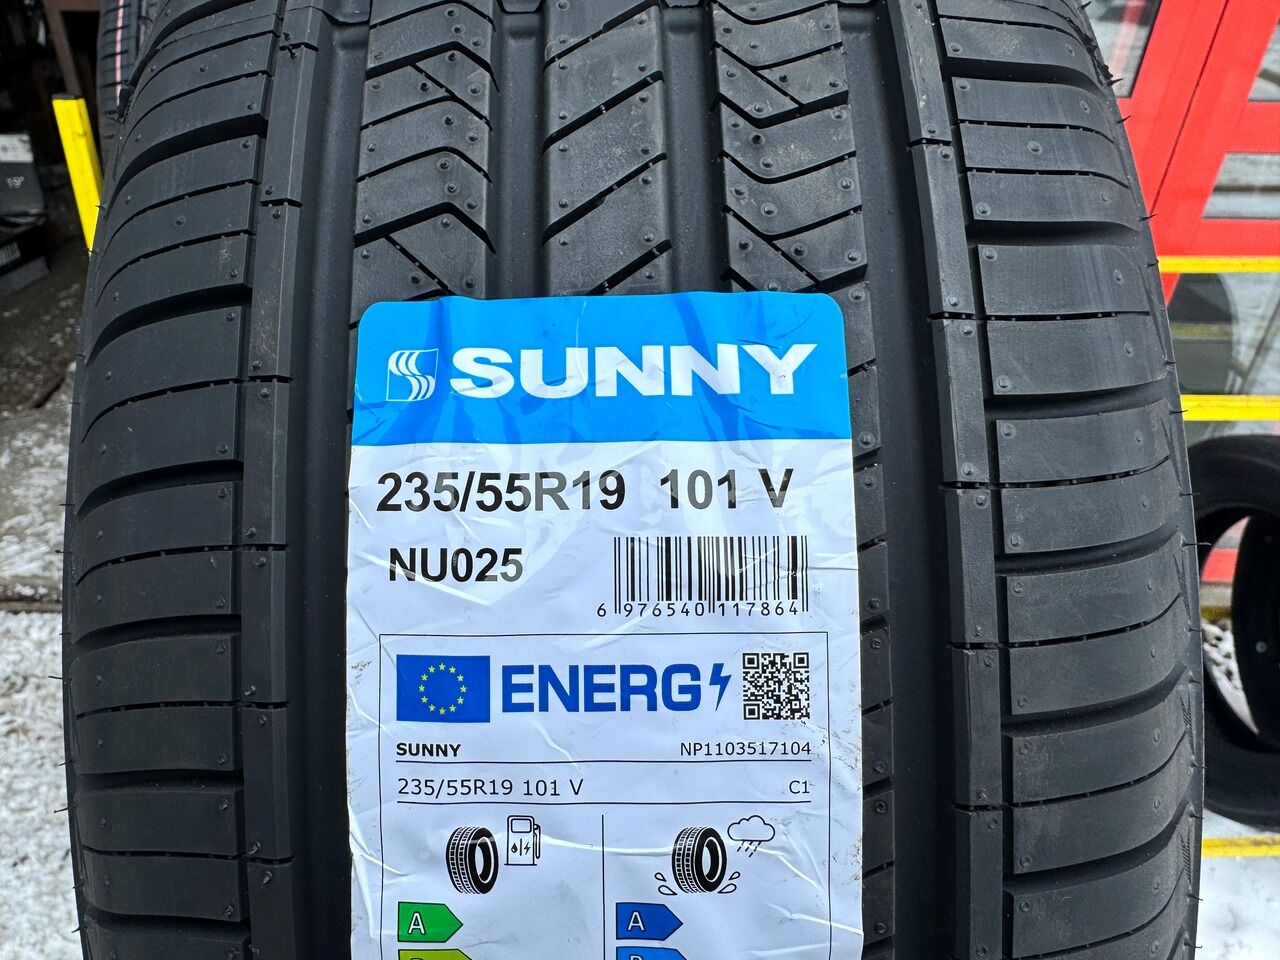 SUNNY
235/55R19 101 V
NU025
6 976540 117864
ENERG
SUNNY NP1103517104
235/55R19 101 V C1
A A